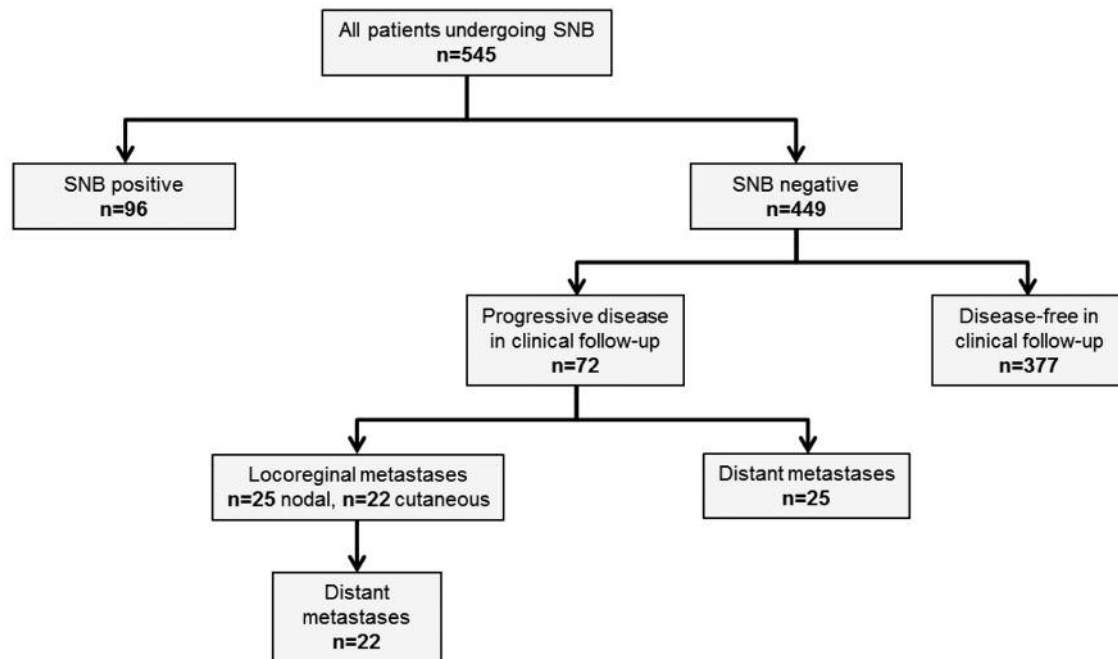 All patients undergoing SNB
n=545
SNB positive
n=96
SNB negative
n=449
Progressive disease
in clinical follow-up
n=72
Disease-free in
clinical follow-up
n=377
Locoreginal metastases
n=25 nodal, n=22 cutaneous
Distant metastases
n=25
Distant
metastases
n=22